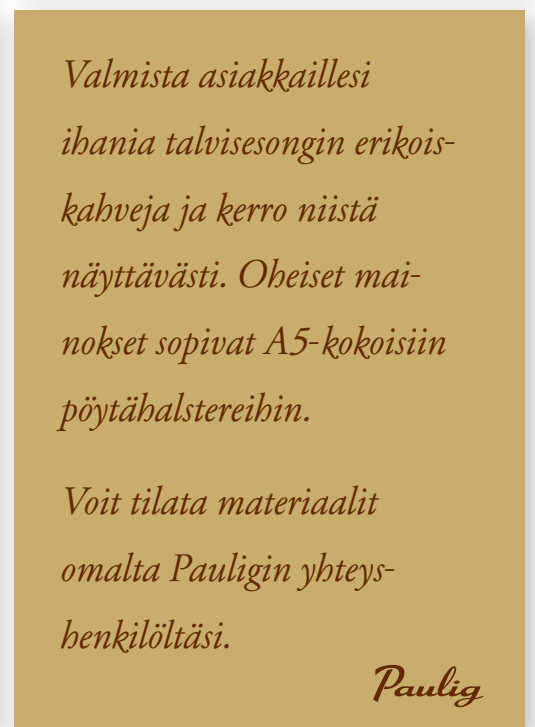 Valmista asiakkaillesi
ihania talvisesongin erikois-
kahveja ja kerro niistä
näyttävästi. Oheiset mai-
nokset sopivat A5-kokoisiin
pöytähalstereihin.
Voit tilata materiaalit
omalta Pauligin yhteys-
henkilöltäsi.
Paulig